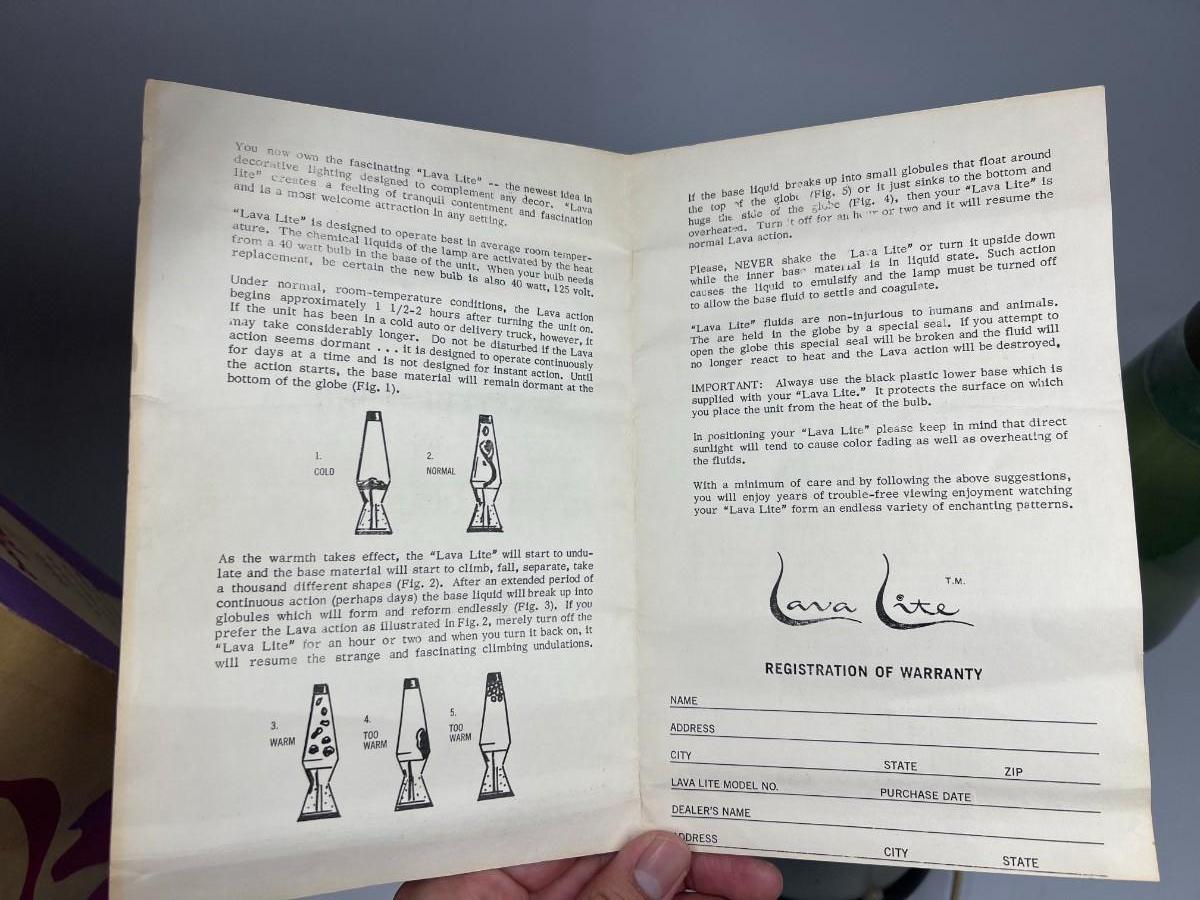 You now own the fascinating "Lava Lite" -- the newest idea in
decorative lighting designed to complement any decor. "Lava
lite" creates a feeling of tranquil contentment and fascination
and is a most welcome attraction in any setting.
"Lava Lite" is designed to operate best in average room temper-
ature. The chemical liquids of the lamp are activated by the heat
from a 40 watt bulb in the base of the unit. When your bulb needs
replacement, be certain the new bulb is also 40 watt, 125 volt.
Under normal, room-temperature conditions, the Lava action
begins approximately 1 1/2-2 hours after turning the unit on.
If the unit has been in a cold auto or delivery truck, however, it
may take considerably longer. Do not be disturbed if the Lava
action seems dormant . . . it is designed to operate continuously
for days at a time and is not designed for instant action. Until
the action starts, the base material will remain dormant at the
bottom of the globe (Fig. 1).
1.
COLD
2.
NORMAL
As the warmth takes effect, the "Lava Lite" will start to undu-
late and the base material will start to climb, fall, separate, take
a thousand different shapes (Fig. 2). After an extended period of
continuous action (perhaps days) the base liquid will break up into
globules which will form and reform endlessly (Fig. 3). If you
prefer the Lava action as illustrated in Fig. 2, merely turn off the
"Lava Lite" for an hour or two and when you turn it back on, it
will resume the strange and fascinating climbing undulations.
3.
WARM
4.
TOO
WARM
5.
TOO
WARM
If the base liquid breaks up into small globules that float around
the top of the globe (Fig. 5) or it just sinks to the bottom and
hugs the side of the globe (Fig. 4), then your "Lava Lite" is
overheated. Turn it off for an hour or two and it will resume the
normal Lava action.
Please, NEVER shake the "Lava Lite" or turn it upside down
while the inner base material is in liquid state. Such action
causes the liquid to emulsify and the lamp must be turned off
to allow the base fluid to settle and coagulate.
"Lava Lite" fluids are non-injurious to humans and animals.
The are held in the globe by a special seal. If you attempt to
open the globe this special seal will be broken and the fluid will
no longer react to heat and the Lava action will be destroyed.
IMPORTANT: Always use the black plastic lower base which is
supplied with your "Lava Lite." It protects the surface on which
you place the unit from the heat of the bulb.
In positioning your "Lava Lite" please keep in mind that direct
sunlight will tend to cause color fading as well as overheating of
the fluids.
With a minimum of care and by following the above suggestions,
you will enjoy years of trouble-free viewing enjoyment watching
your "Lava Lite" form an endless variety of enchanting patterns.
Lava Lite T.M.
REGISTRATION OF WARRANTY
NAME
ADDRESS
CITY STATE ZIP
LAVA LITE MODEL NO. PURCHASE DATE
DEALER'S NAME
ADDRESS
CITY STATE